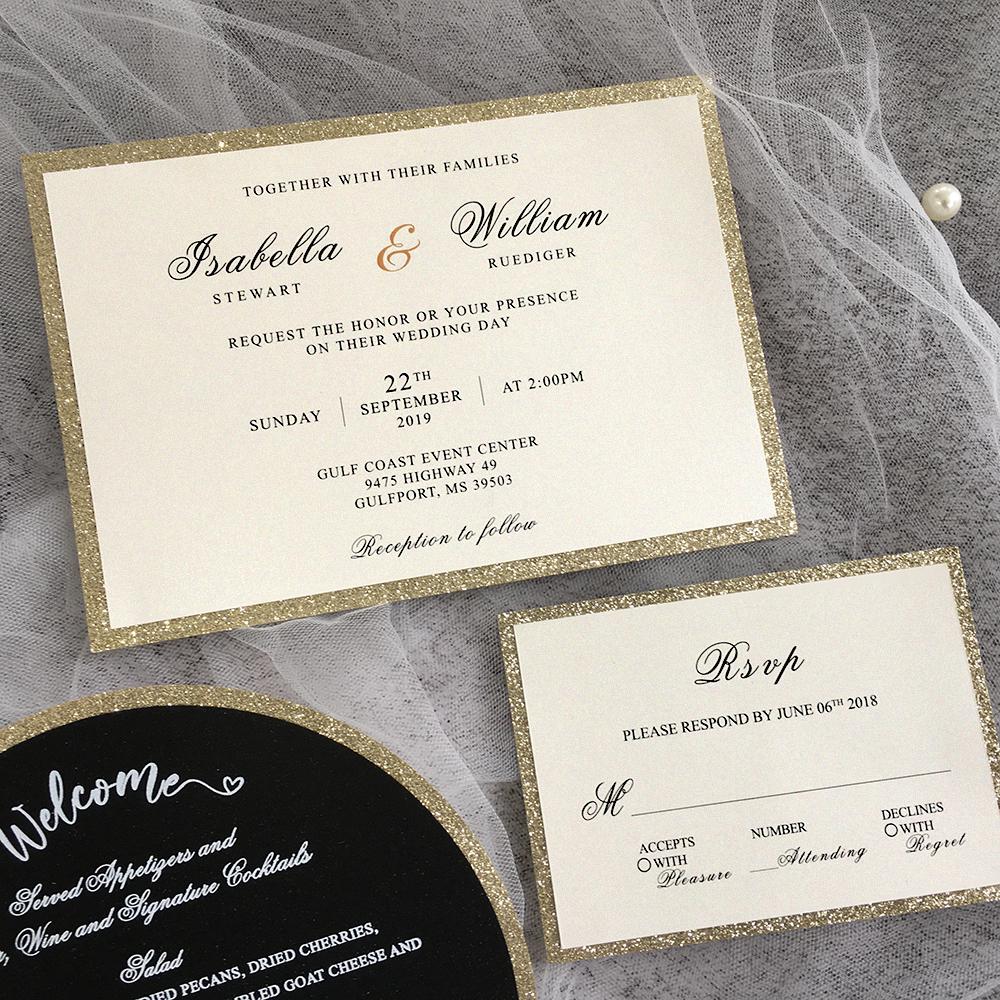 TOGETHER WITH THEIR FAMILIES
Isabella & William
STEWART RUEDIGER
REQUEST THE HONOR OR YOUR PRESENCE
ON THEIR WEDDING DAY
SUNDAY | 22TH SEPTEMBER 2019 | AT 2:00PM
GULF COAST EVENT CENTER
9475 HIGHWAY 49
GULFPORT, MS 39503
Reception to follow
Rsvp
PLEASE RESPOND BY JUNE 06TH 2018
M
ACCEPTS WITH Pleasure
NUMBER Attending
DECLINES WITH Regret
Welcome
Served Appetizers and
Wine and Signature Cocktails
Salad
PECANS, DRIED CHERRIES,
GOAT CHEESE AND